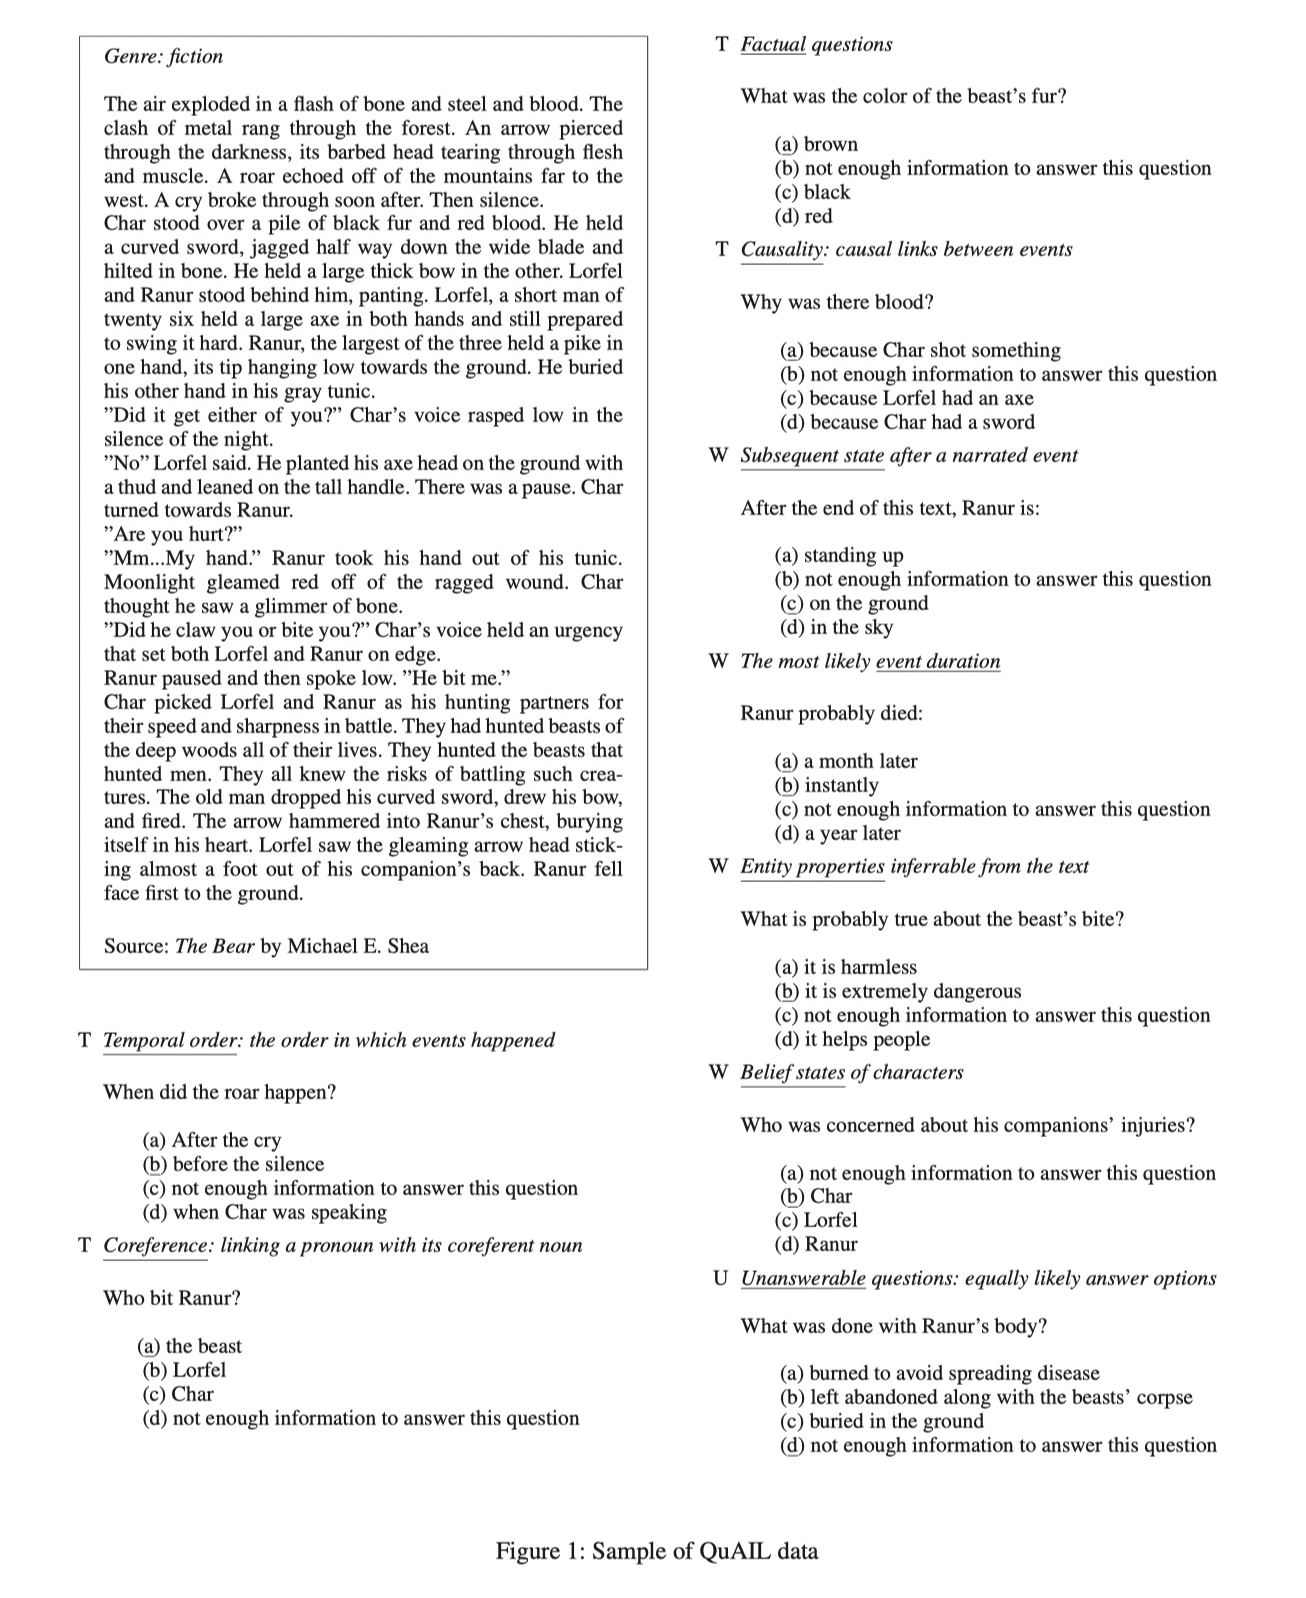 Genre: fiction
The air exploded in a flash of bone and steel and blood. The
clash of metal rang through the forest. An arrow pierced
through the darkness, its barbed head tearing through flesh
and muscle. A roar echoed off of the mountains far to the
west. A cry broke through soon after. Then silence.
Char stood over a pile of black fur and red blood. He held
a curved sword, jagged half way down the wide blade and
hilted in bone. He held a large thick bow in the other. Lorfel
and Ranur stood behind him, panting. Lorfel, a short man of
twenty six held a large axe in both hands and still prepared
to swing it hard. Ranur, the largest of the three held a pike in
one hand, its tip hanging low towards the ground. He buried
his other hand in his gray tunic.
”Did it get either of you?” Char’s voice rasped low in the
silence of the night.
”No” Lorfel said. He planted his axe head on the ground with
a thud and leaned on the tall handle. There was a pause. Char
turned towards Ranur.
”Are you hurt?”
”Mm...My hand.” Ranur took his hand out of his tunic.
Moonlight gleamed red off of the ragged wound. Char
thought he saw a glimmer of bone.
”Did he claw you or bite you?” Char’s voice held an urgency
that set both Lorfel and Ranur on edge.
Ranur paused and then spoke low. ”He bit me.”
Char picked Lorfel and Ranur as his hunting partners for
their speed and sharpness in battle. They had hunted beasts of
the deep woods all of their lives. They hunted the beasts that
hunted men. They all knew the risks of battling such crea-
tures. The old man dropped his curved sword, drew his bow,
and fired. The arrow hammered into Ranur’s chest, burying
itself in his heart. Lorfel saw the gleaming arrow head stick-
ing almost a foot out of his companion’s back. Ranur fell
face first to the ground.
Source: The Bear by Michael E. Shea
T Temporal order: the order in which events happened
When did the roar happen?
(a) After the cry
(b) before the silence
(c) not enough information to answer this question
(d) when Char was speaking
T Coreference: linking a pronoun with its coreferent noun
Who bit Ranur?
(a) the beast
(b) Lorfel
(c) Char
(d) not enough information to answer this question
T Factual questions
What was the color of the beast’s fur?
(a) brown
(b) not enough information to answer this question
(c) black
(d) red
T Causality: causal links between events
Why was there blood?
(a) because Char shot something
(b) not enough information to answer this question
(c) because Lorfel had an axe
(d) because Char had a sword
W Subsequent state after a narrated event
After the end of this text, Ranur is:
(a) standing up
(b) not enough information to answer this question
(c) on the ground
(d) in the sky
W The most likely event duration
Ranur probably died:
(a) a month later
(b) instantly
(c) not enough information to answer this question
(d) a year later
W Entity properties inferrable from the text
What is probably true about the beast’s bite?
(a) it is harmless
(b) it is extremely dangerous
(c) not enough information to answer this question
(d) it helps people
W Belief states of characters
Who was concerned about his companions’ injuries?
(a) not enough information to answer this question
(b) Char
(c) Lorfel
(d) Ranur
U Unanswerable questions: equally likely answer options
What was done with Ranur’s body?
(a) burned to avoid spreading disease
(b) left abandoned along with the beasts’ corpse
(c) buried in the ground
(d) not enough information to answer this question
Figure 1: Sample of QuAIL data